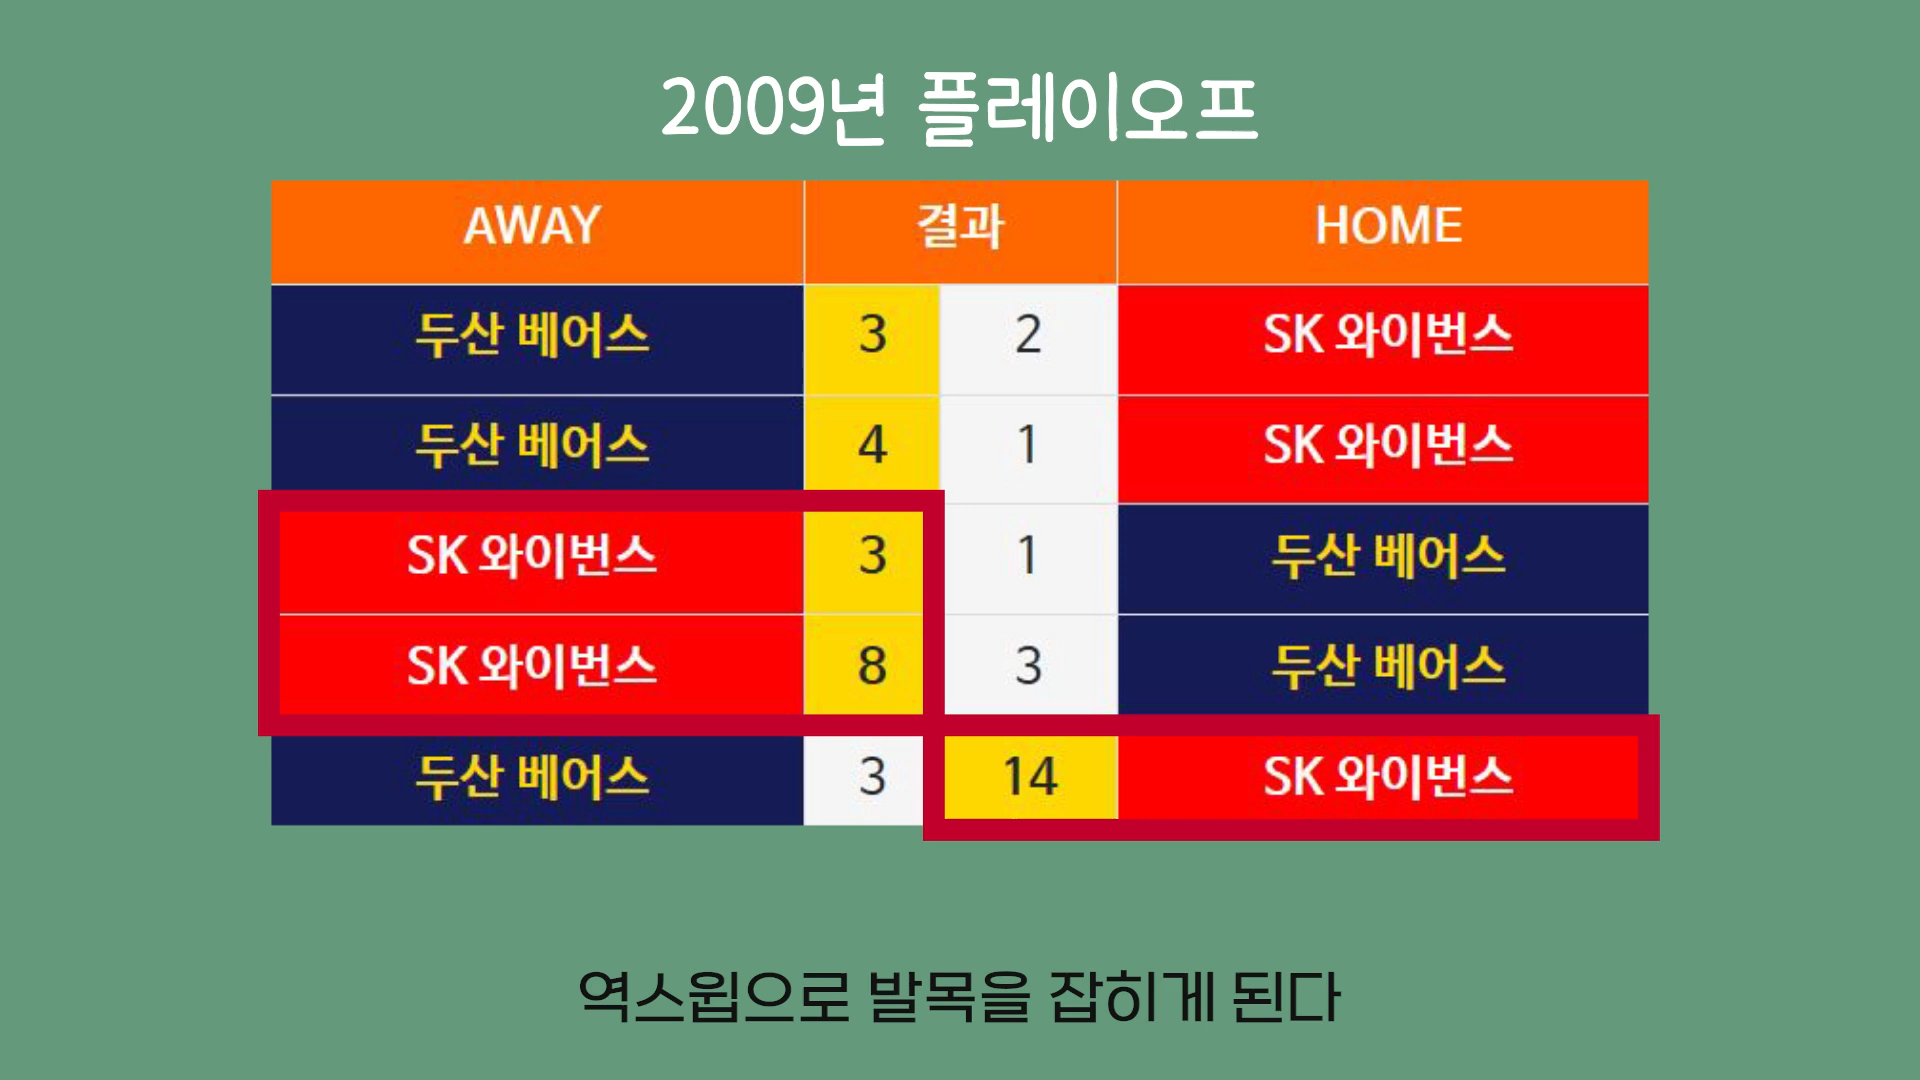 2009년 플레이오프
AWAY 결과 HOME
두산 베어스 3 2 SK 와이번스
두산 베어스 4 1 SK 와이번스
SK 와이번스 3 1 두산 베어스
SK 와이번스 8 3 두산 베어스
두산 베어스 3 14 SK 와이번스
역스윕으로 발목을 잡히게 된다